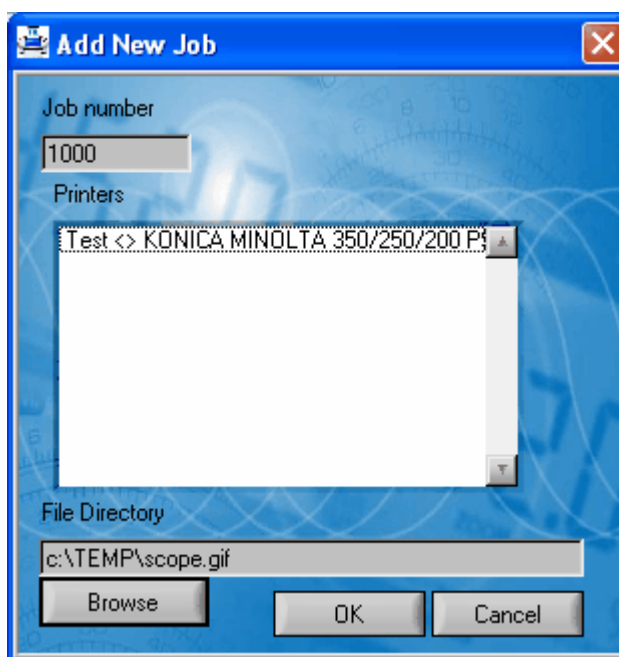 Add New Job
Job number
1000
Printers
Test <> KONICA MINOLTA 350/250/200 P
File Directory
c:\TEMP\scope.gif
Browse
OK
Cancel